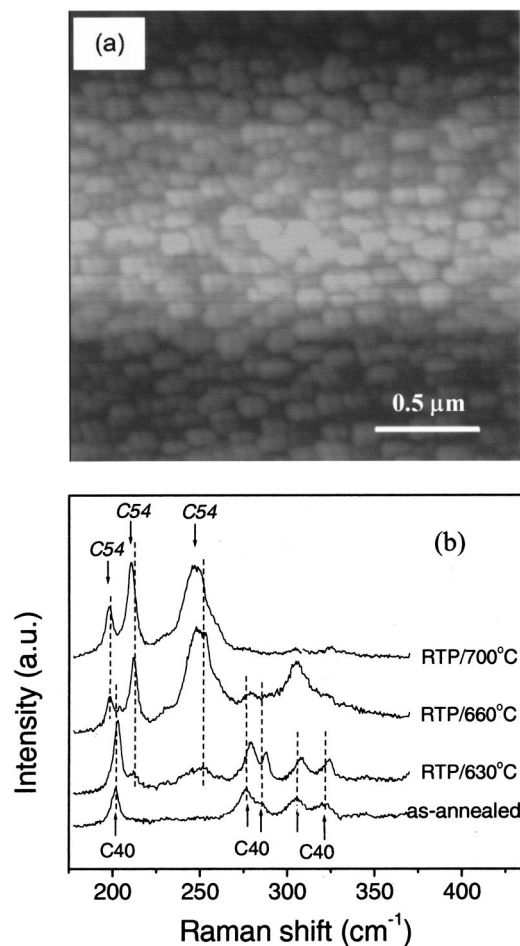 (a)
0.5 μm
(b)
C54
C54
C54
RTP/700°C
RTP/660°C
RTP/630°C
as-annealed
C40
C40
C40
Intensity (a.u.)
200 250 300 350 400
Raman shift (cm⁻¹)